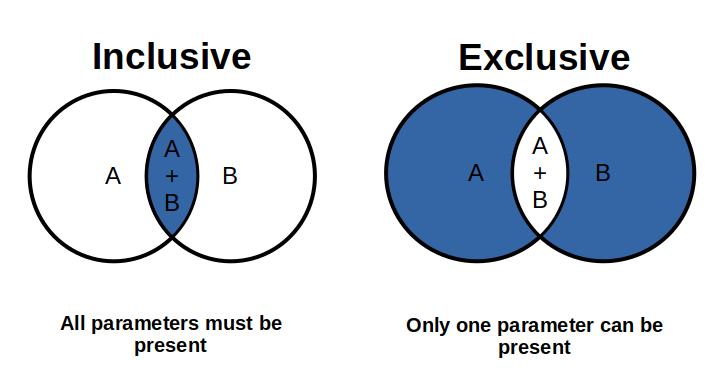 Inclusive
A
A
+
B
B
All parameters must be
present
Exclusive
A
A
+
B
B
Only one parameter can be
present